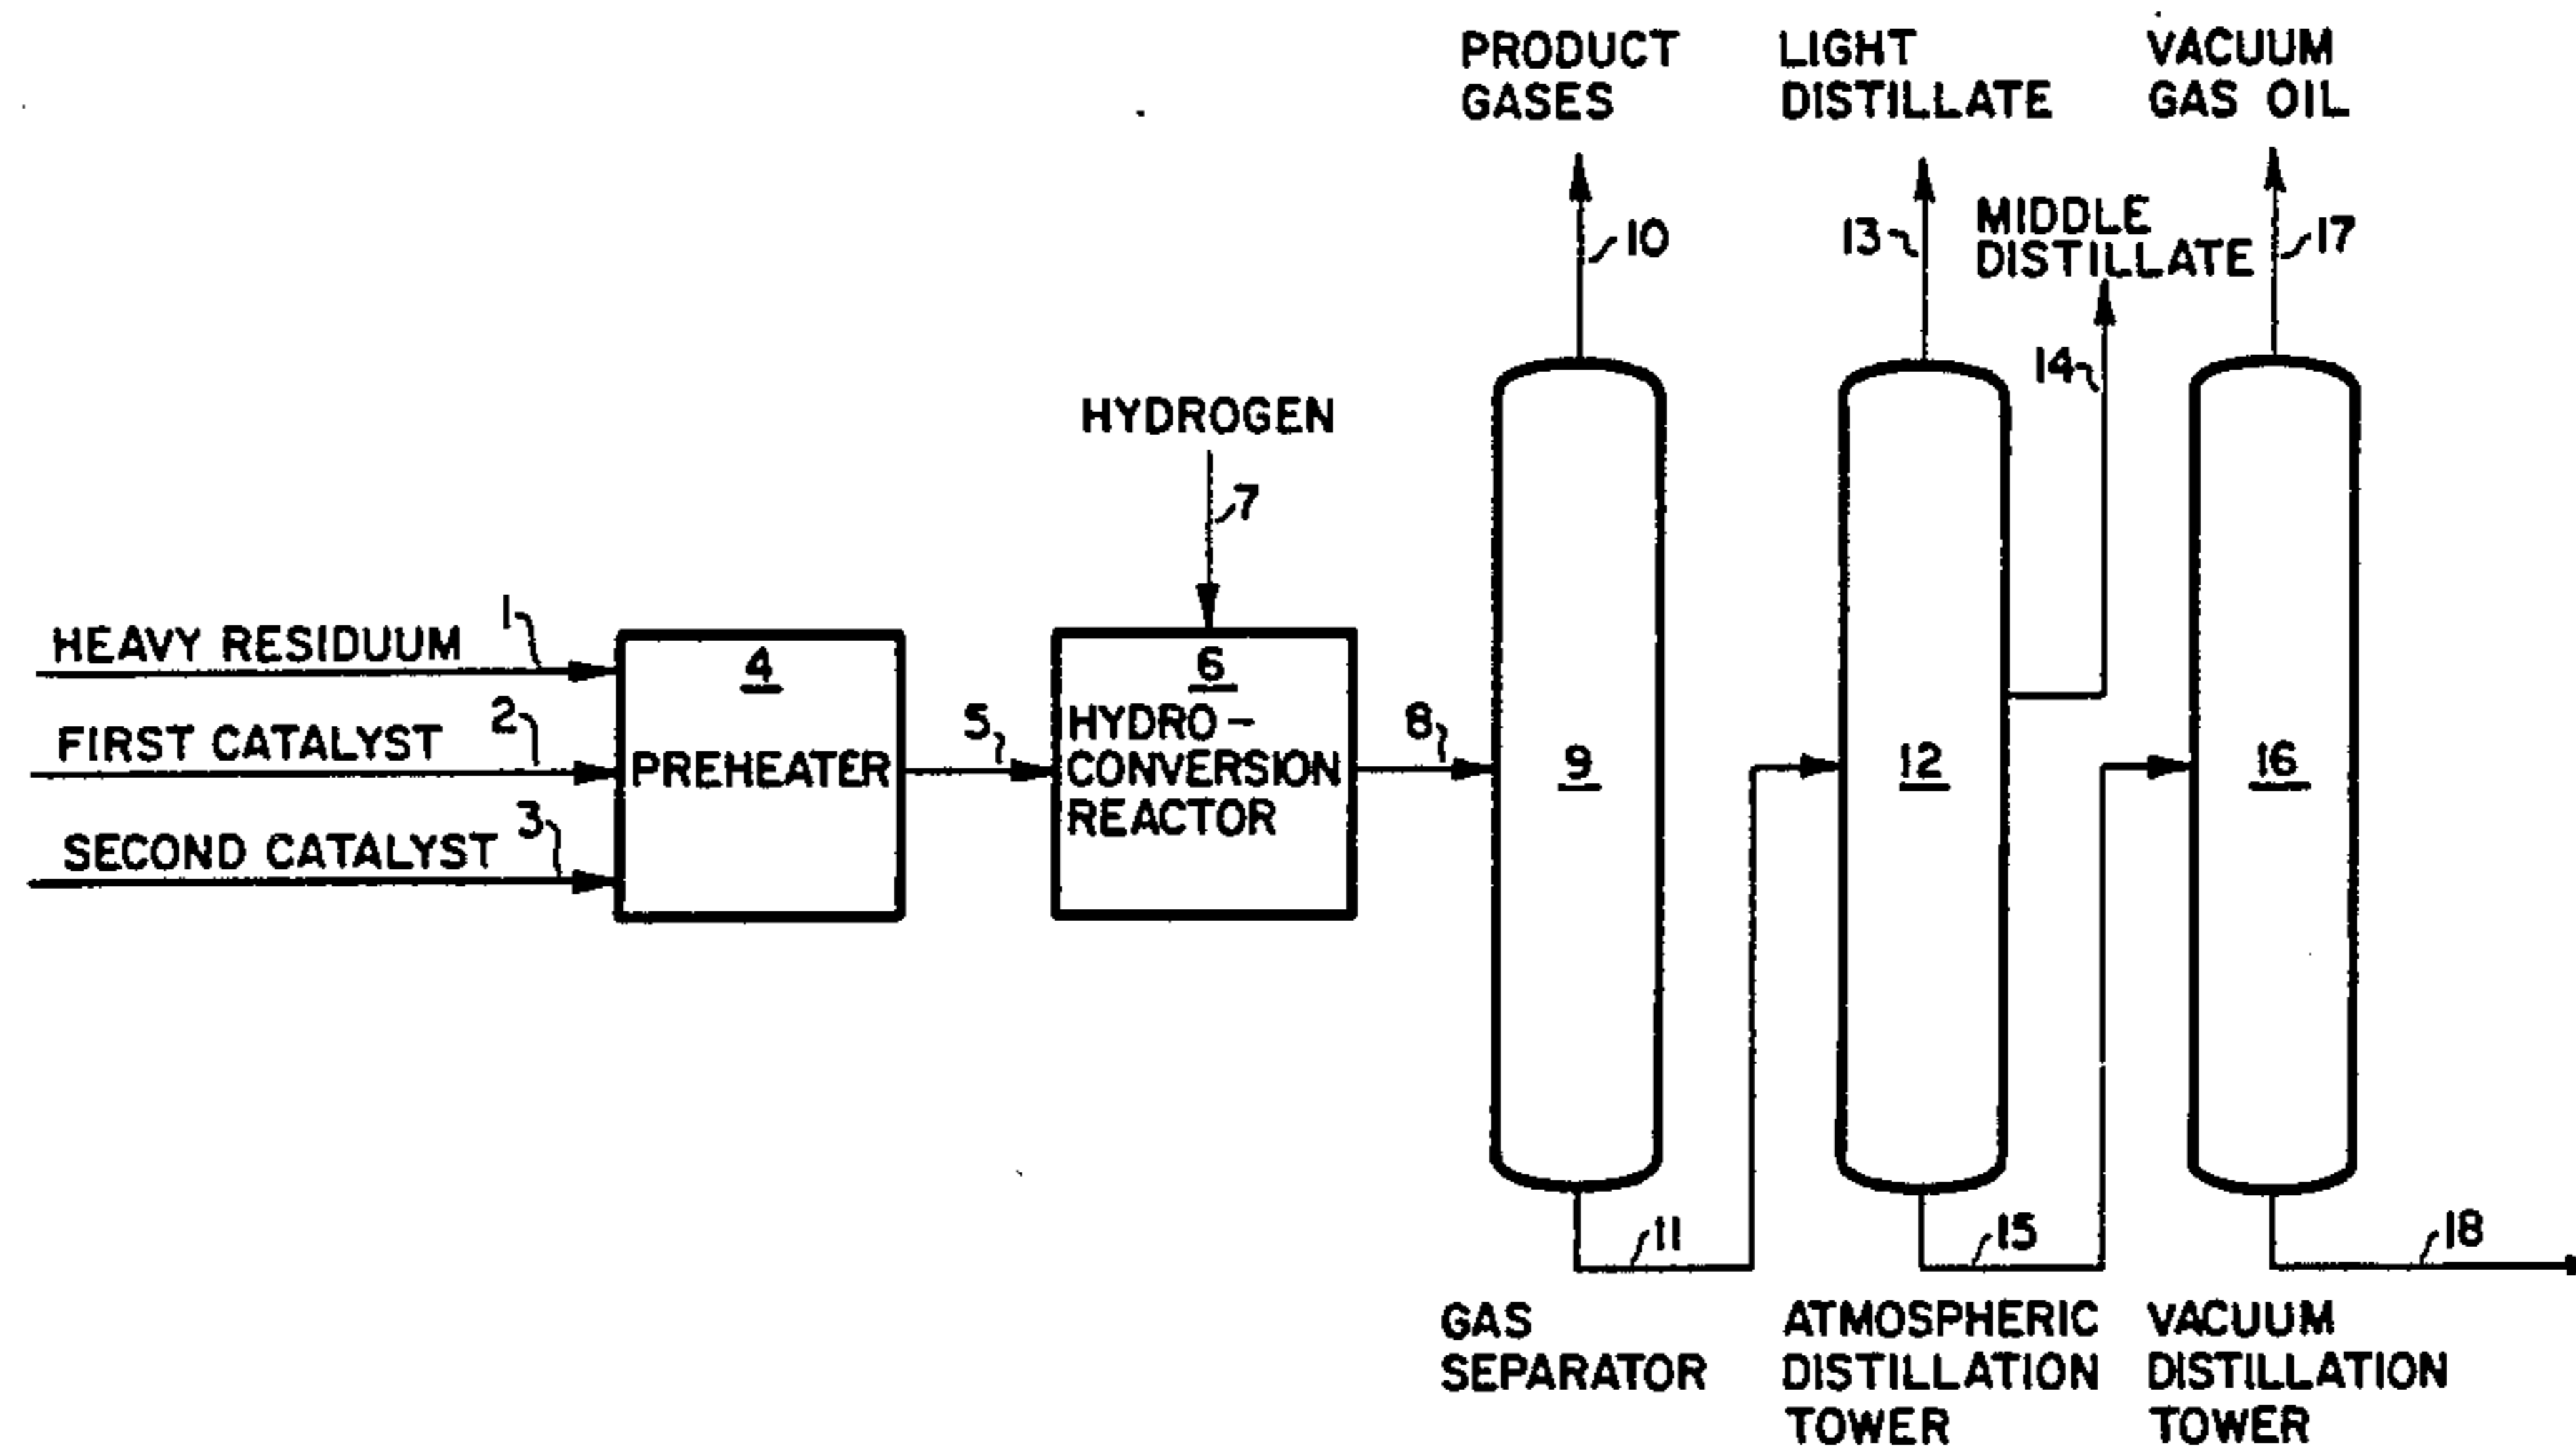 PRODUCT
GASES
LIGHT
DISTILLATE
VACUUM
GAS OIL
MIDDLE
DISTILLATE
10
13
17
14
HYDROGEN
7
HEAVY RESIDUUM
1
FIRST CATALYST
2
SECOND CATALYST
3
4
PREHEATER
5
6
HYDRO-
CONVERSION
REACTOR
8
9
12
16
11
15
18
GAS
SEPARATOR
ATMOSPHERIC
DISTILLATION
TOWER
VACUUM
DISTILLATION
TOWER